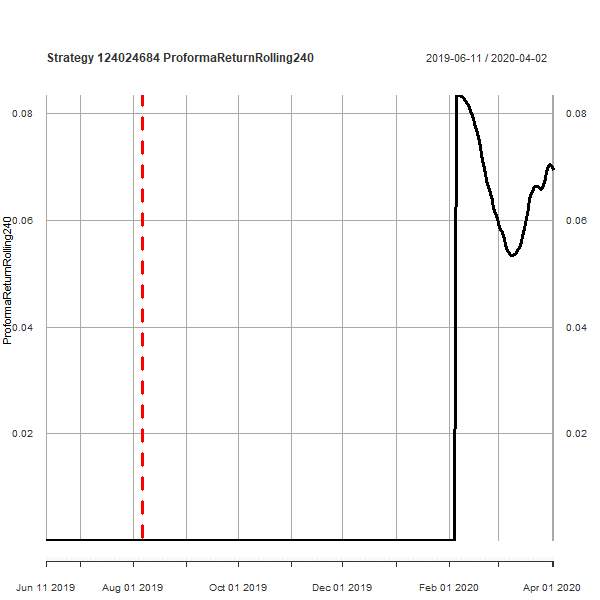 Strategy 124024684 ProformaReturnRolling240
2019-06-11 / 2020-04-02
ProformaReturnRolling240
0.08
0.06
0.04
0.02
0.08
0.06
0.04
0.02
Jun 11 2019
Aug 01 2019
Oct 01 2019
Dec 01 2019
Feb 01 2020
Apr 01 2020